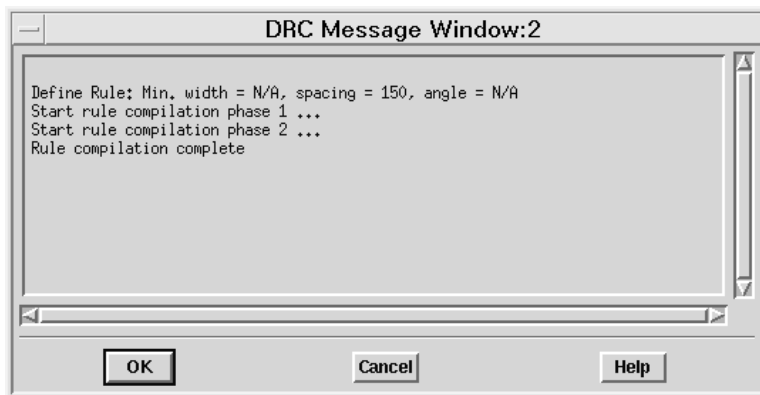 DRC Message Window:2
Define Rule: Min. width = N/A, spacing = 150, angle = N/A
Start rule compilation phase 1 ...
Start rule compilation phase 2 ...
Rule compilation complete
OK
Cancel
Help